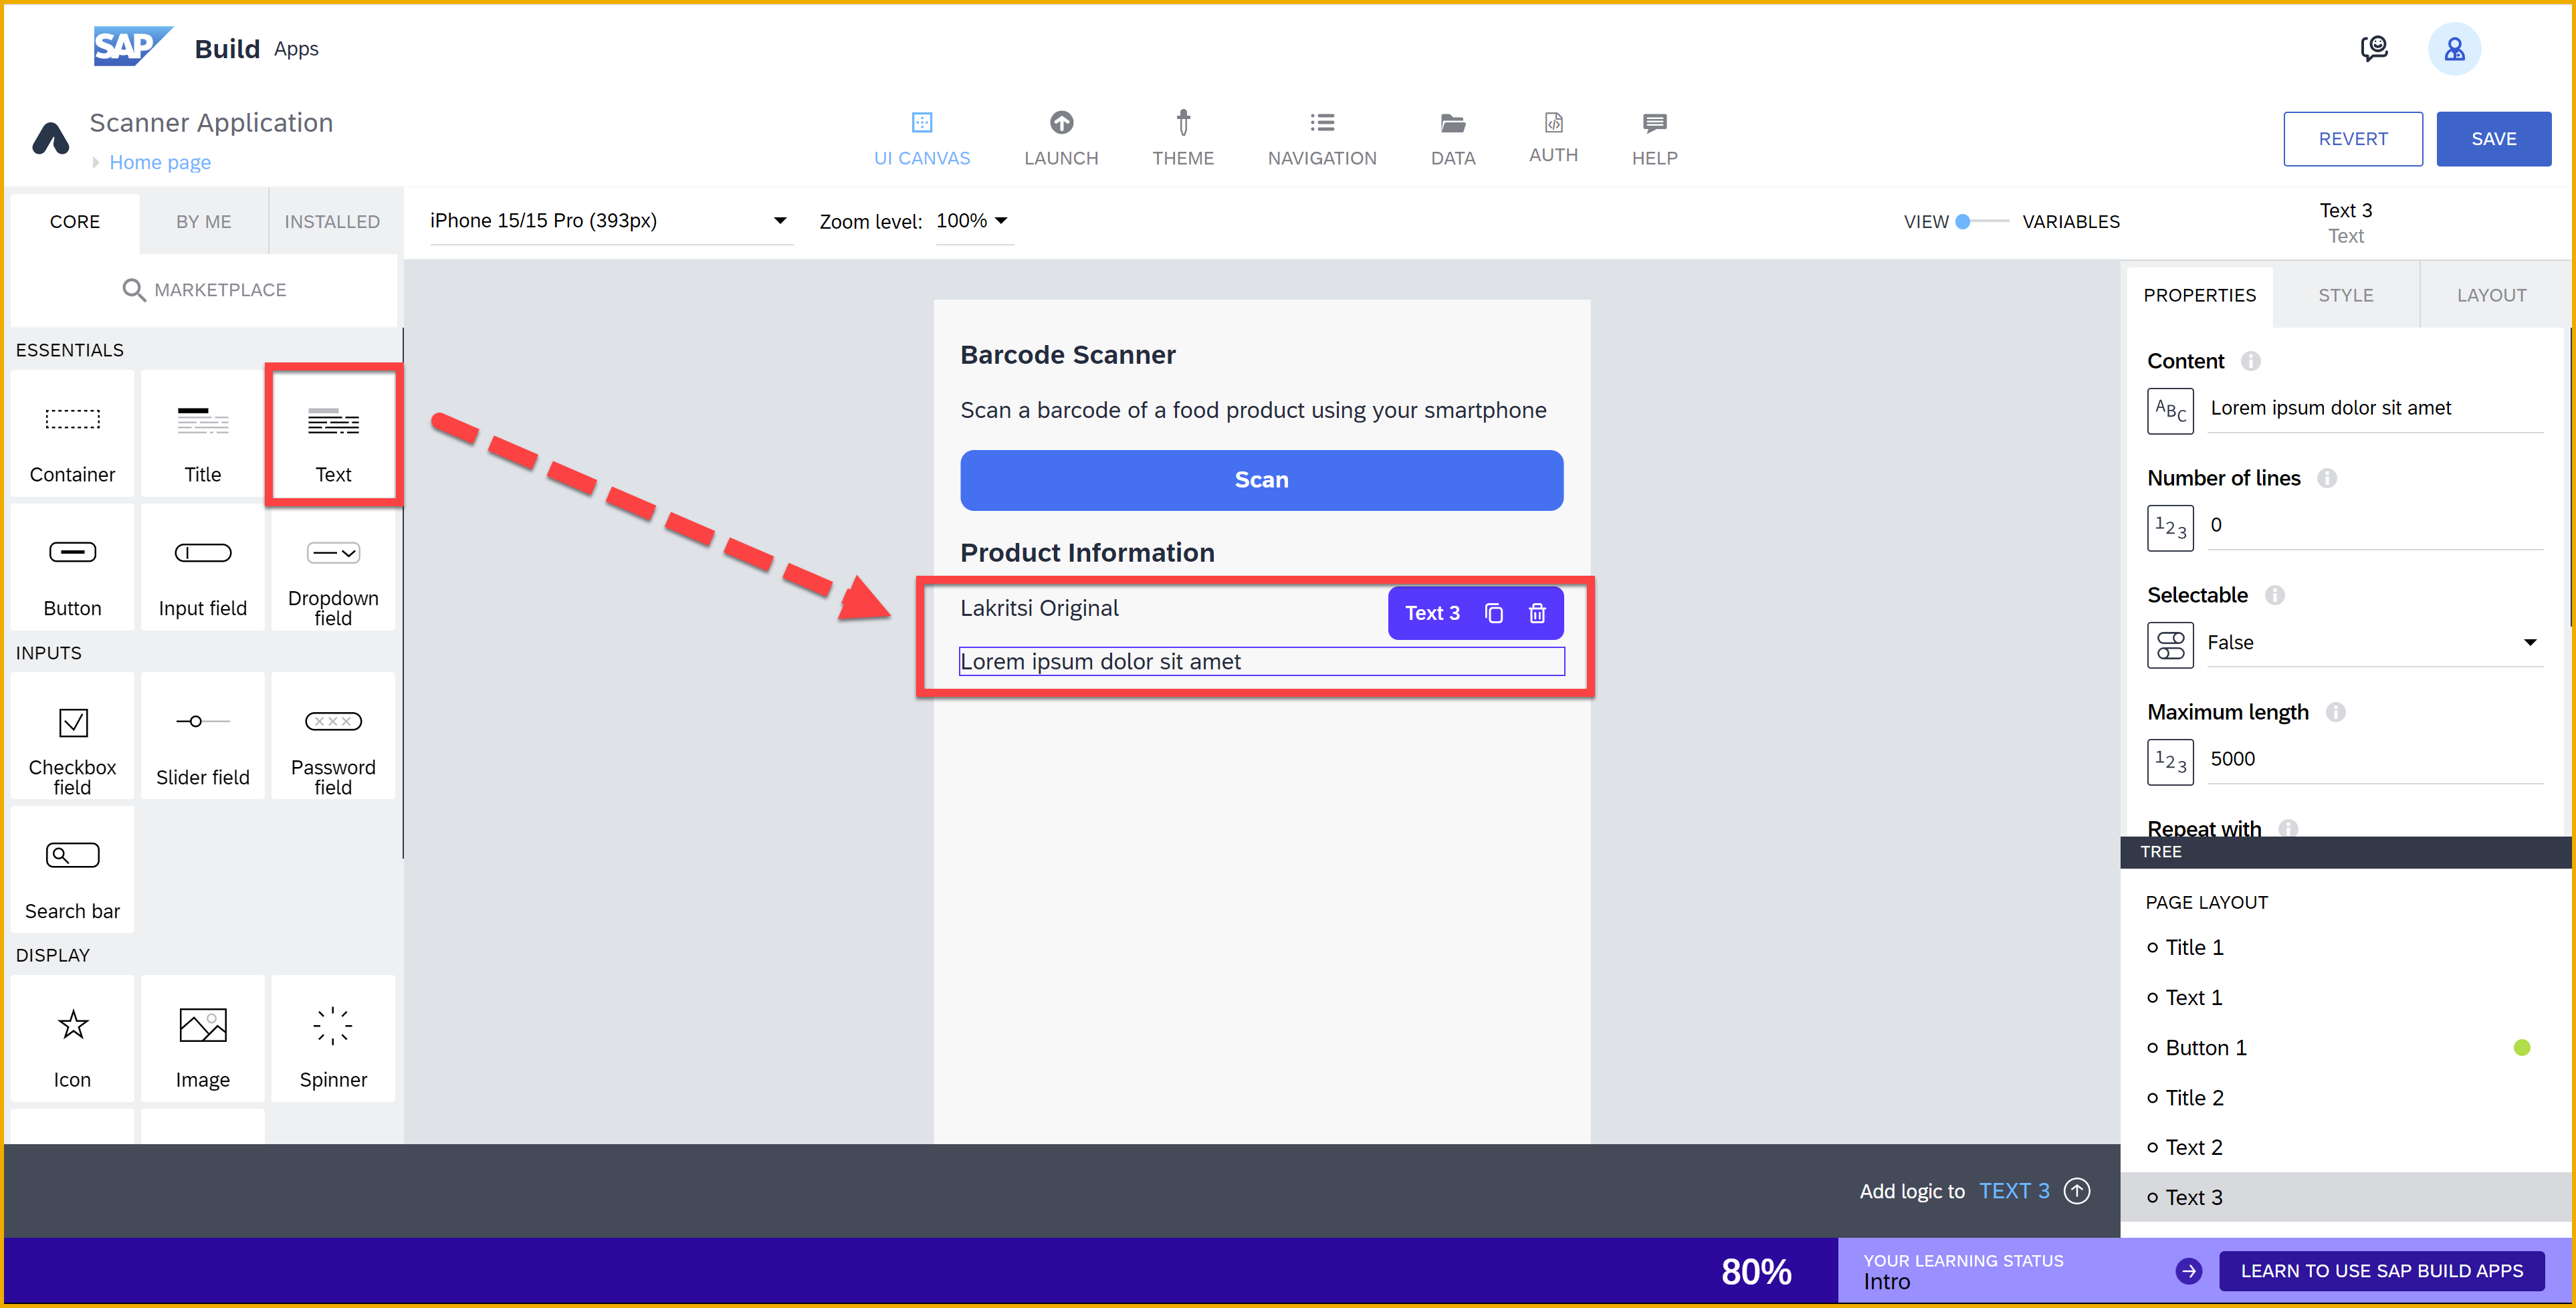 SAP Build Apps
Scanner Application
Home page
UI CANVAS
LAUNCH
THEME
NAVIGATION
DATA
AUTH
HELP
REVERT
SAVE
CORE
BY ME
INSTALLED
MARKETPLACE
iPhone 15/15 Pro (393px)
Zoom level: 100%
VIEW
VARIABLES
Text 3
Text
ESSENTIALS
Container
Title
Text
Button
Input field
Dropdown
field
INPUTS
Checkbox
field
Slider field
Password
field
Search bar
DISPLAY
Icon
Image
Spinner
Barcode Scanner
Scan a barcode of a food product using your smartphone
Scan
Product Information
Lakritsi Original
Text 3
Lorem ipsum dolor sit amet
PROPERTIES
STYLE
LAYOUT
Content
ABC
Lorem ipsum dolor sit amet
Number of lines
123
0
Selectable
False
Maximum length
123
5000
Repeat with
TREE
PAGE LAYOUT
Title 1
Text 1
Button 1
Title 2
Text 2
Text 3
Add logic to TEXT 3
80%
YOUR LEARNING STATUS
Intro
LEARN TO USE SAP BUILD APPS